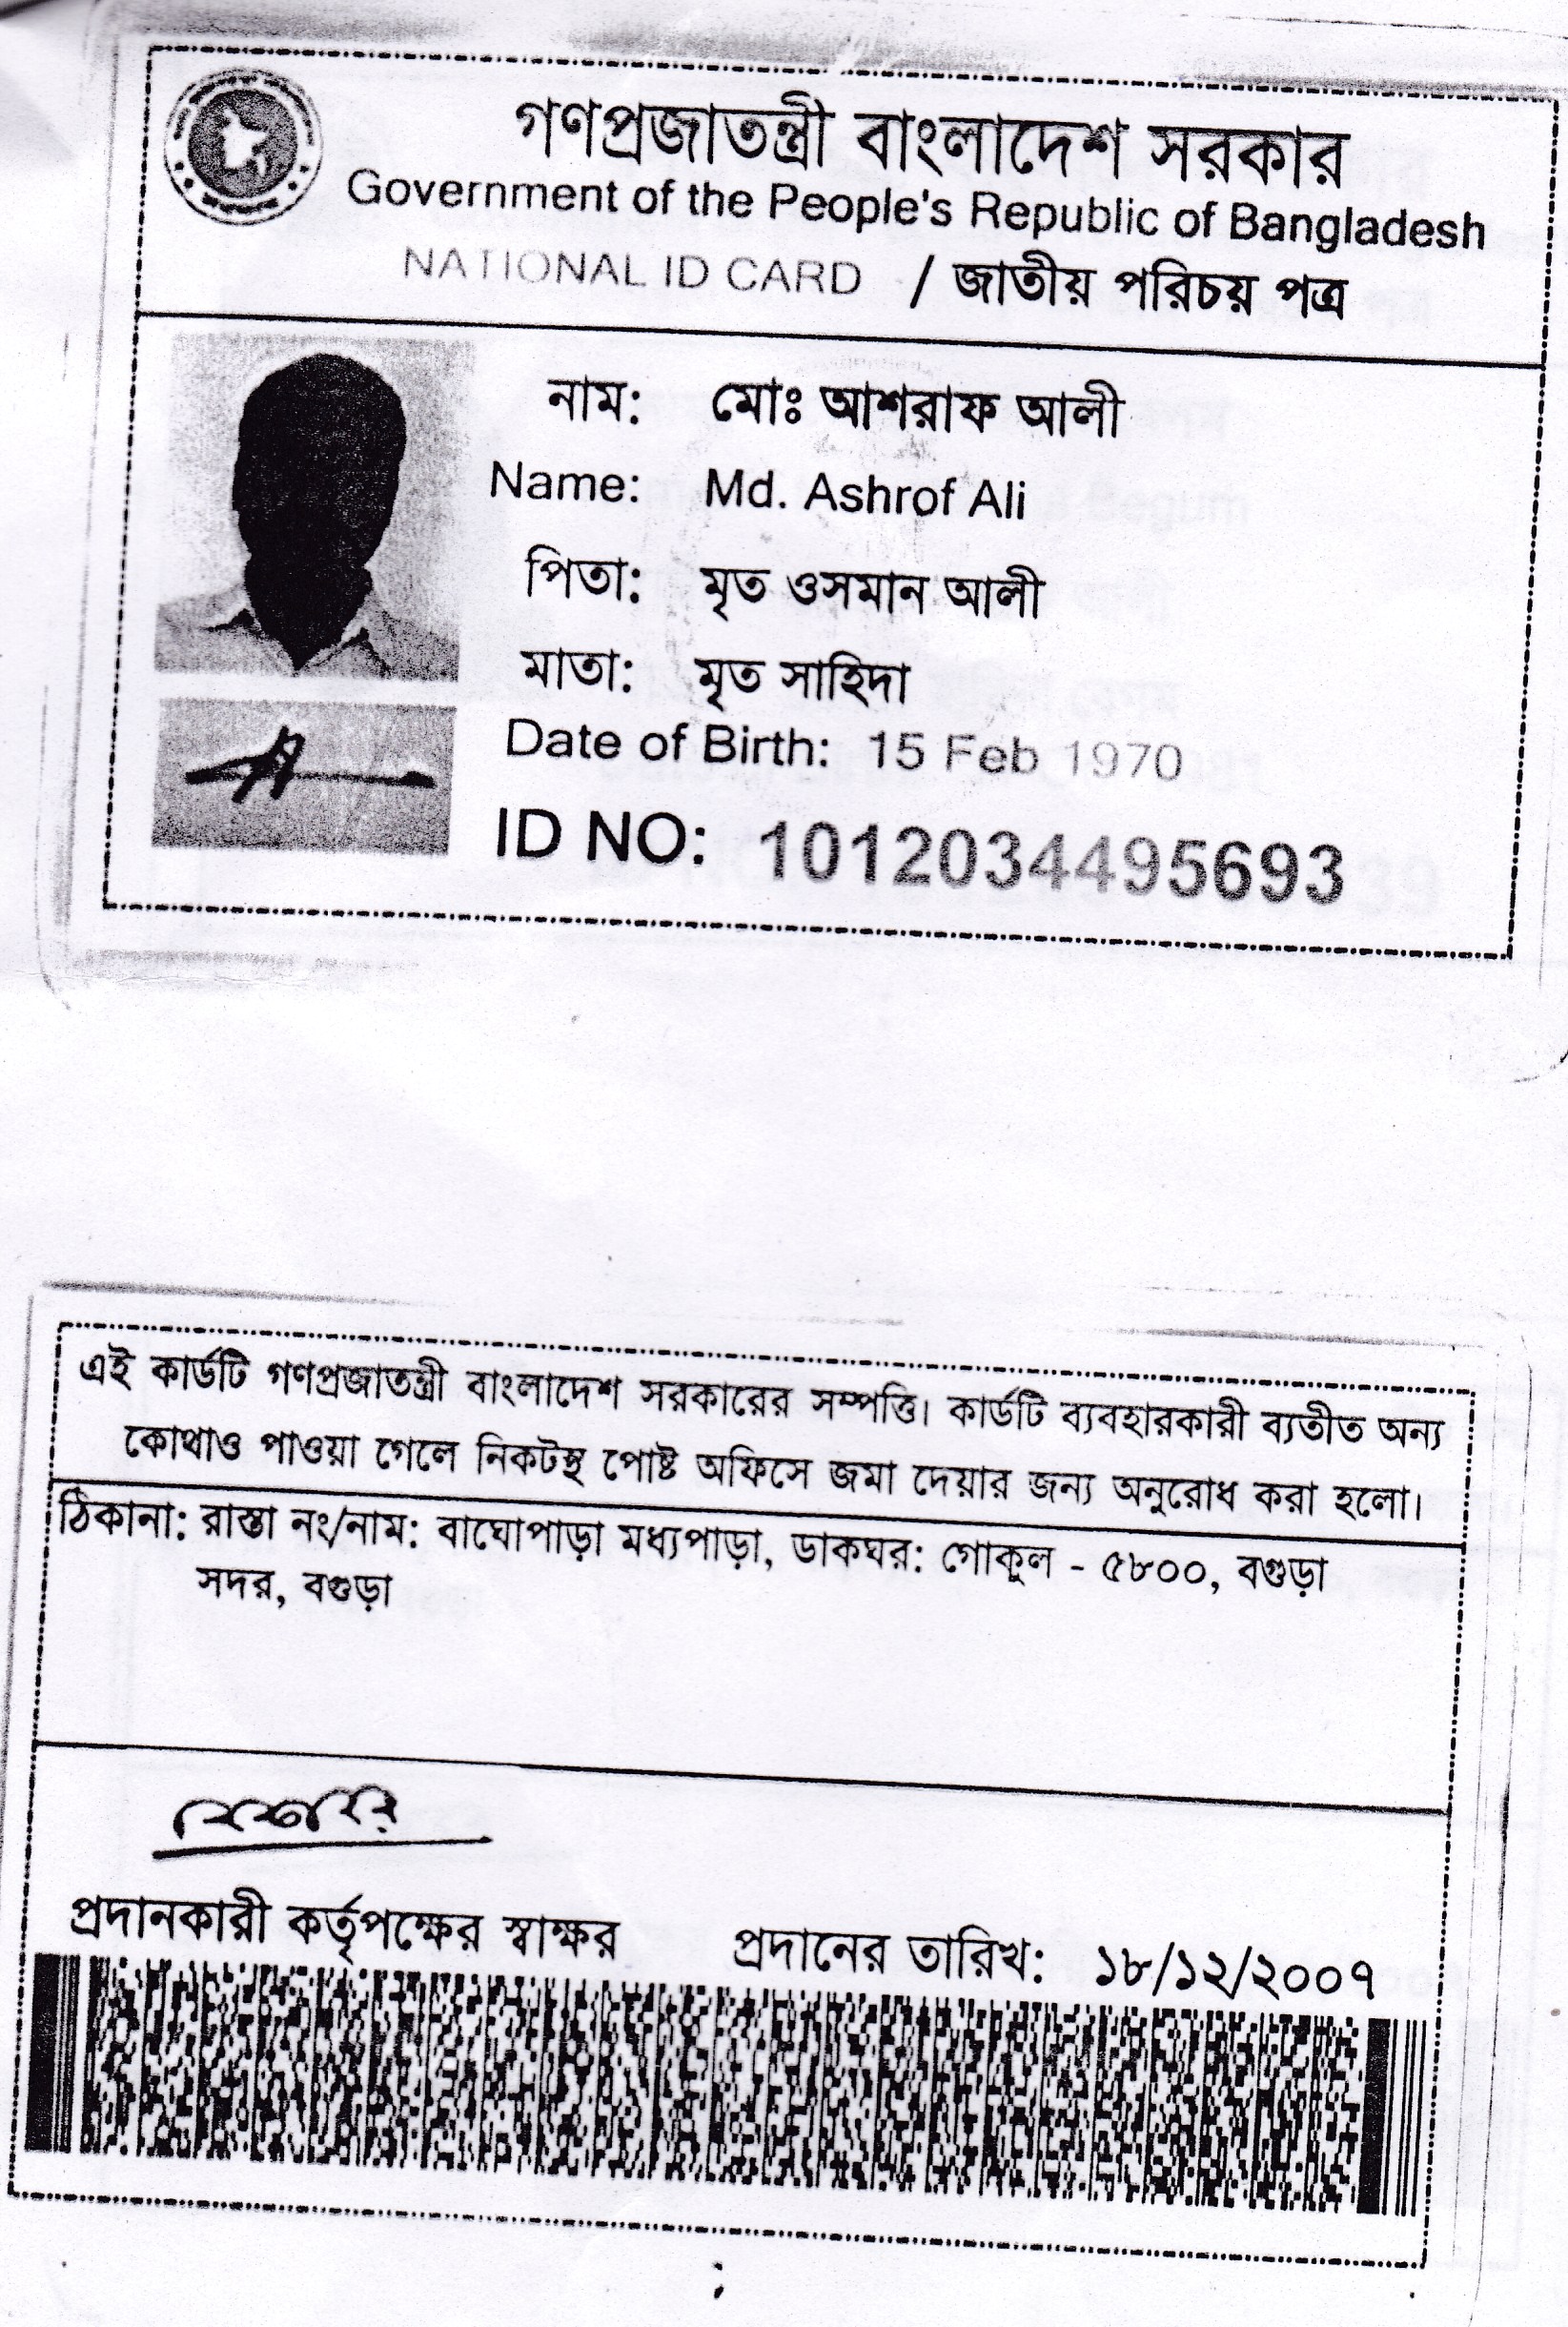 গণপ্রজাতন্ত্রী বাংলাদেশ সরকার
Government of the People's Republic of Bangladesh
NATIONAL ID CARD / জাতীয় পরিচয় পত্র
নাম: মোঃ আশরাফ আলী
Name: Md. Ashrof Ali
পিতা: মৃত ওসমান আলী
মাতা: মৃত সাহিদা
Date of Birth: 15 Feb 1970
ID NO: 1012034495693
এই কার্ডটি গণপ্রজাতন্ত্রী বাংলাদেশ সরকারের সম্পত্তি। কার্ডটি ব্যবহারকারী ব্যতীত অন্য
কোথাও পাওয়া গেলে নিকটস্থ পোষ্ট অফিসে জমা দেয়ার জন্য অনুরোধ করা হলো।
ঠিকানা: রাস্তা নং/নাম: বাঘোপাড়া মধ্যপাড়া, ডাকঘর: গোকুল - ৫৮০০, বগুড়া
সদর, বগুড়া
প্রদানকারী কর্তৃপক্ষের স্বাক্ষর প্রদানের তারিখ: ১৮/১২/২০০৭